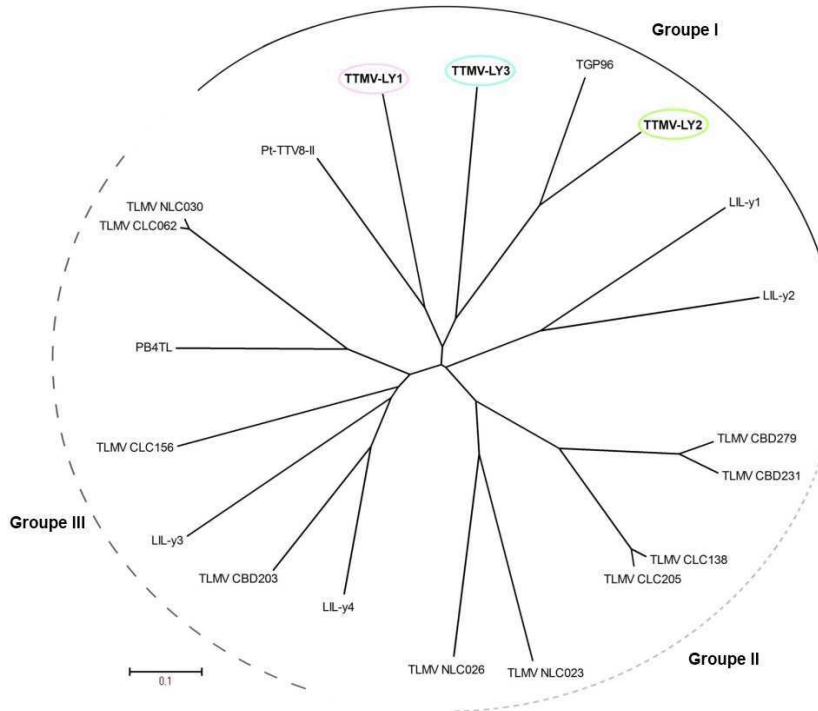 Groupe I
TGP96
TTMV-LY1
TTMV-LY3
TTMV-LY2
Pt-TTV8-II
LIL-y1
TLMV NLC030
TLMV CLC062
LIL-y2
PB4TL
TLMV CBD279
TLMV CLC156
TLMV CBD231
Groupe III
LIL-y3
TLMV CLC138
TLMV CBD203
TLMV CLC205
LIL-y4
Groupe II
TLMV NLC026
TLMV NLC023
0.1